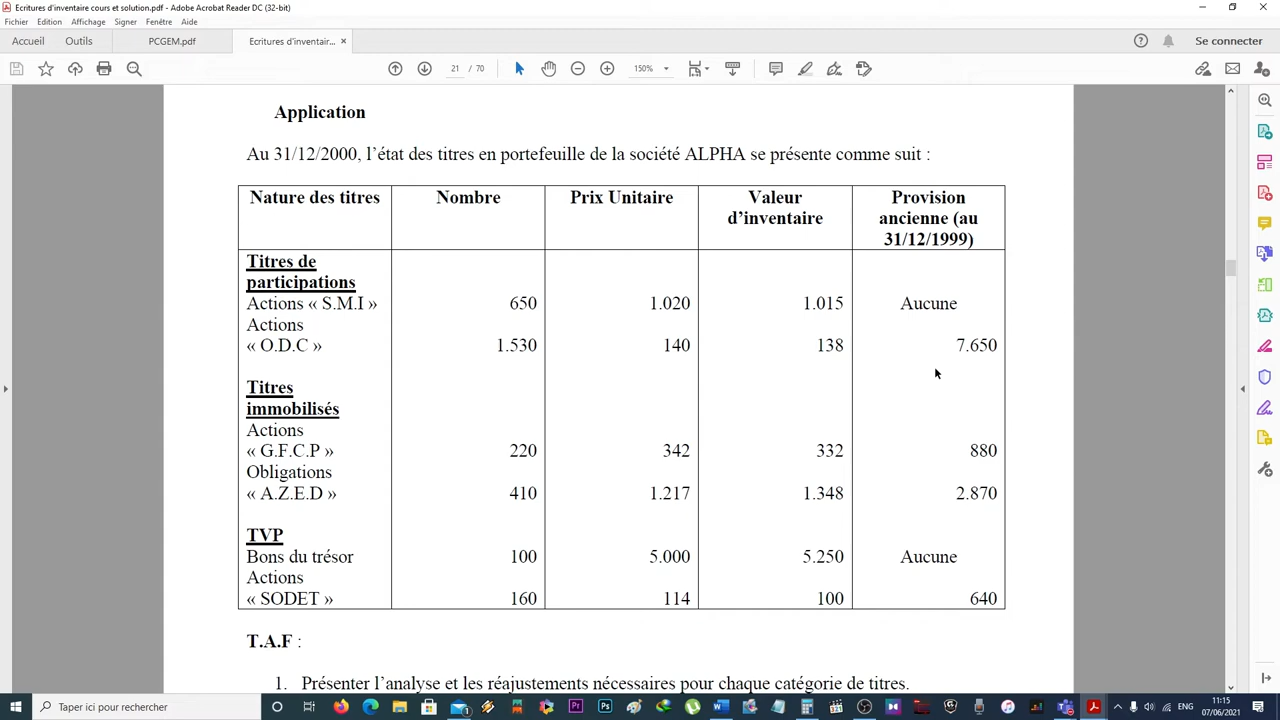 Ecritures d'inventaire cours et solution.pdf - Adobe Acrobat Reader DC (32-bit)
Fichier Edition Affichage Signer Fenêtre Aide
Accueil Outils PCGEM.pdf Ecritures d'inventair... × Se connecter
21 / 70 150%
Application
Au 31/12/2000, l'état des titres en portefeuille de la société ALPHA se présente comme suit :
Nature des titres Nombre Prix Unitaire Valeur d'inventaire Provision ancienne (au 31/12/1999)
Titres de
participations
Actions « S.M.I » 650 1.020 1.015 Aucune
Actions
« O.D.C » 1.530 140 138 7.650
Titres
immobilisés
Actions
« G.F.C.P » 220 342 332 880
Obligations
« A.Z.E.D » 410 1.217 1.348 2.870
TVP
Bons du trésor 100 5.000 5.250 Aucune
Actions
« SODET » 160 114 100 640
T.A.F :
1. Présenter l'analyse et les réajustements nécessaires pour chaque catégorie de titres.
Taper ici pour rechercher
ENG
11:15
07/06/2021